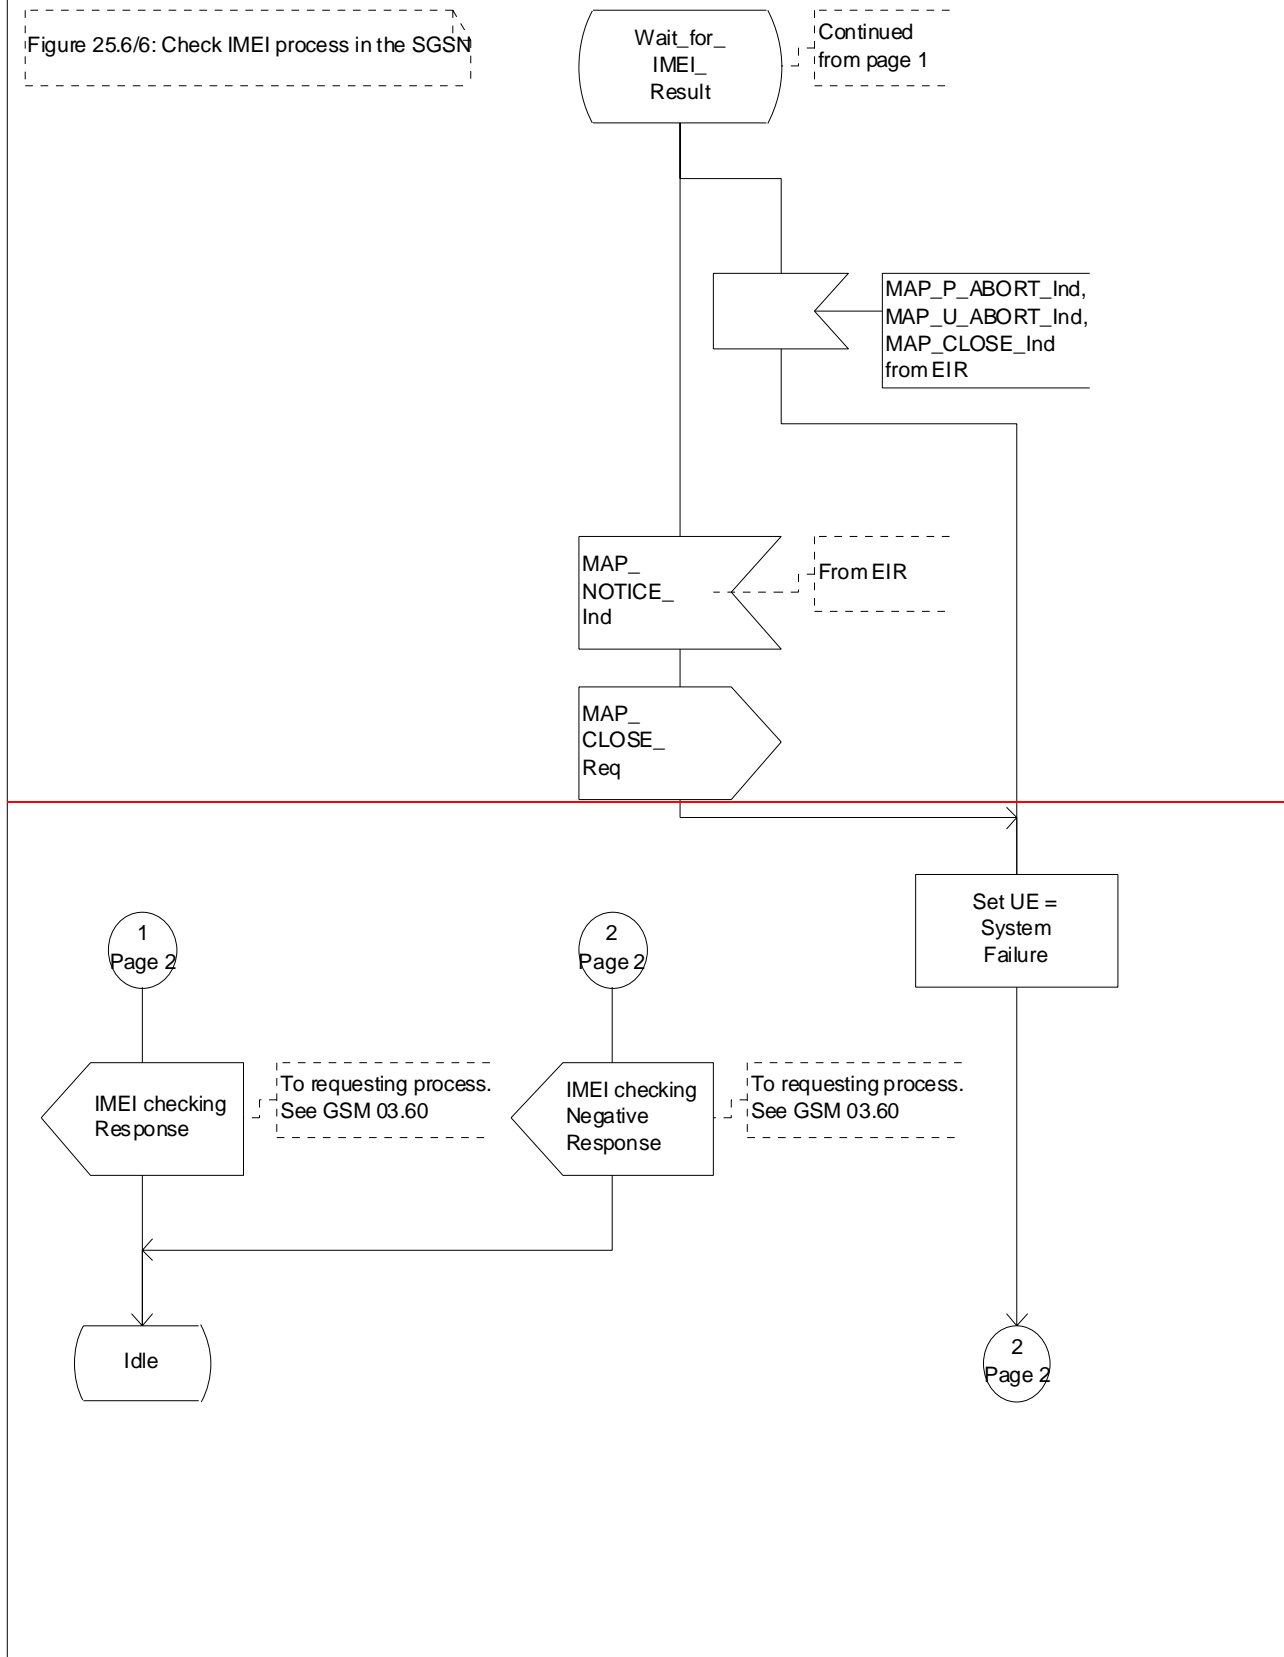 Figure 25.6/6: Check IMEI process in the SGSN
Wait_for_
IMEI_
Result
Continued
from page 1
MAP_P_ABORT_Ind,
MAP_U_ABORT_Ind,
MAP_CLOSE_Ind
from EIR
MAP_
NOTICE_
Ind
From EIR
MAP_
CLOSE_
Req
Set UE =
System
Failure
1
Page 2
2
Page 2
IMEI checking
Response
To requesting process.
See GSM 03.60
IMEI checking
Negative
Response
To requesting process.
See GSM 03.60
Idle
2
Page 2